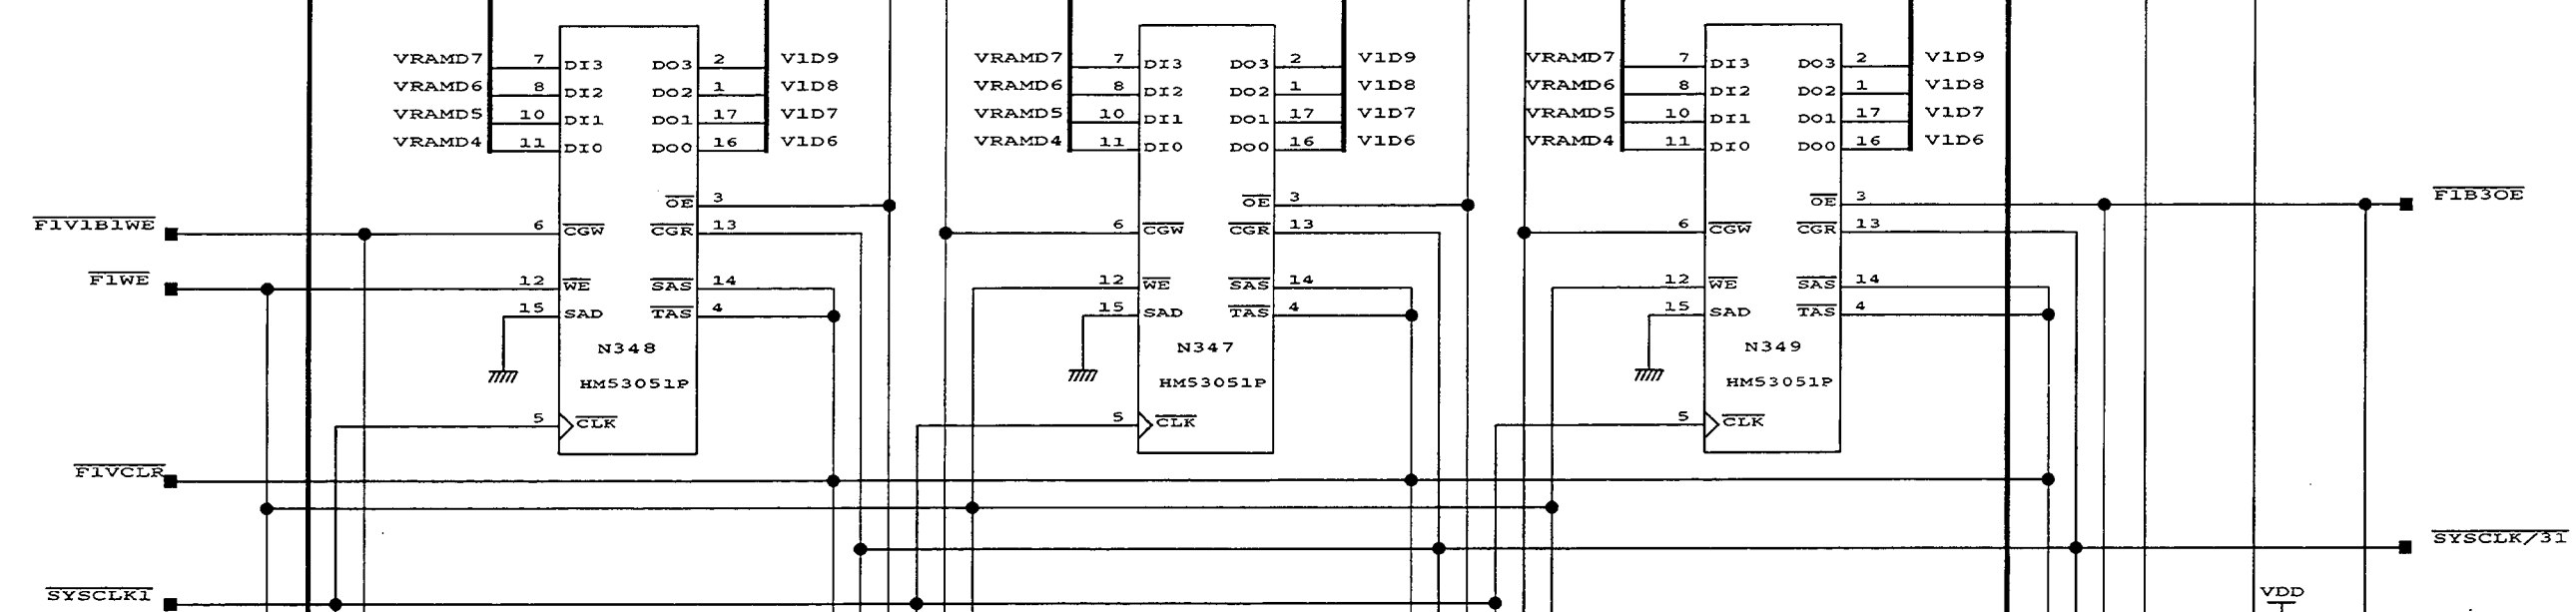 VRAMD7 7 DI3 DO3 2 V1D9 VRAMD7 7 DI3 DO3 2 V1D9 VRAMD7 7 DI3 DO3 2 V1D9
VRAMD6 8 DI2 DO2 1 V1D8 VRAMD6 8 DI2 DO2 1 V1D8 VRAMD6 8 DI2 DO2 1 V1D8
VRAMD5 10 DI1 DO1 17 V1D7 VRAMD5 10 DI1 DO1 17 V1D7 VRAMD5 10 DI1 DO1 17 V1D7
VRAMD4 11 DI0 DO0 16 V1D6 VRAMD4 11 DI0 DO0 16 V1D6 VRAMD4 11 DI0 DO0 16 V1D6
OE 3 OE 3 OE 3 F1B3OE
F1V1B1WE 6 CGW CGR 13 6 CGW CGR 13 6 CGW CGR 13
F1WE 12 WE SAS 14 12 WE SAS 14 12 WE SAS 14
15 SAD TAS 4 15 SAD TAS 4 15 SAD TAS 4
N348 N347 N349
HM53051P HM53051P HM53051P
5 CLK 5 CLK 5 CLK
F1VCLR
SYSCLK/31
SYSCLK1 VDD